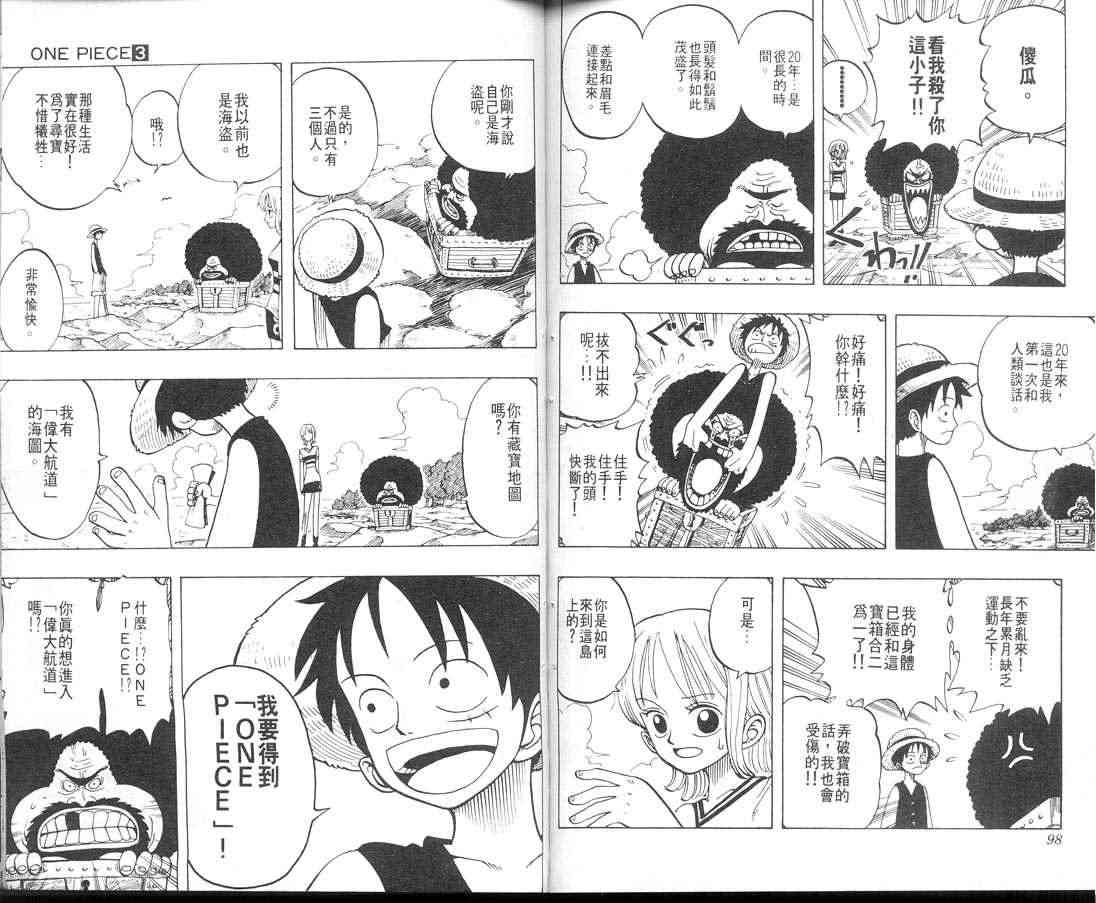 傻瓜。
看我殺了你
這小子!!
…………
20年…是
很長的時
間。
頭髮和鬍鬚
也長得如此
茂盛了。
差點和眉毛
連接起來。
わっ!!
20年來，
這也是我
第一次和
人類談話。
好痛！好痛！
你幹什麼!?
ぐぐっ
拔不出來
呢…!!
住手！
住手！
我的頭
快斷了！
不要亂來！
長年累月缺乏
運動之下…
我的身體
已經和這
寶箱合二
爲一了!!
弄破寶箱的
話，我也會
受傷的!!
可是…
你是如何
來到這島
上的？
98
ONE PIECE 3
你剛才說
自己是海
盜呢。
是的，
不過只有
三個人。
我以前也
是海盜。
哦!?
那種生活
實在很好！
爲了尋寶
不惜犧牲…
非常愉快。
你有藏寶地圖
嗎？
我有
「偉大航道」
的海圖。
我要得到
「ONE
PIECE」！
什麼…!?ONE
PIECE!?
你真的想進入
「偉大航道」
嗎!?